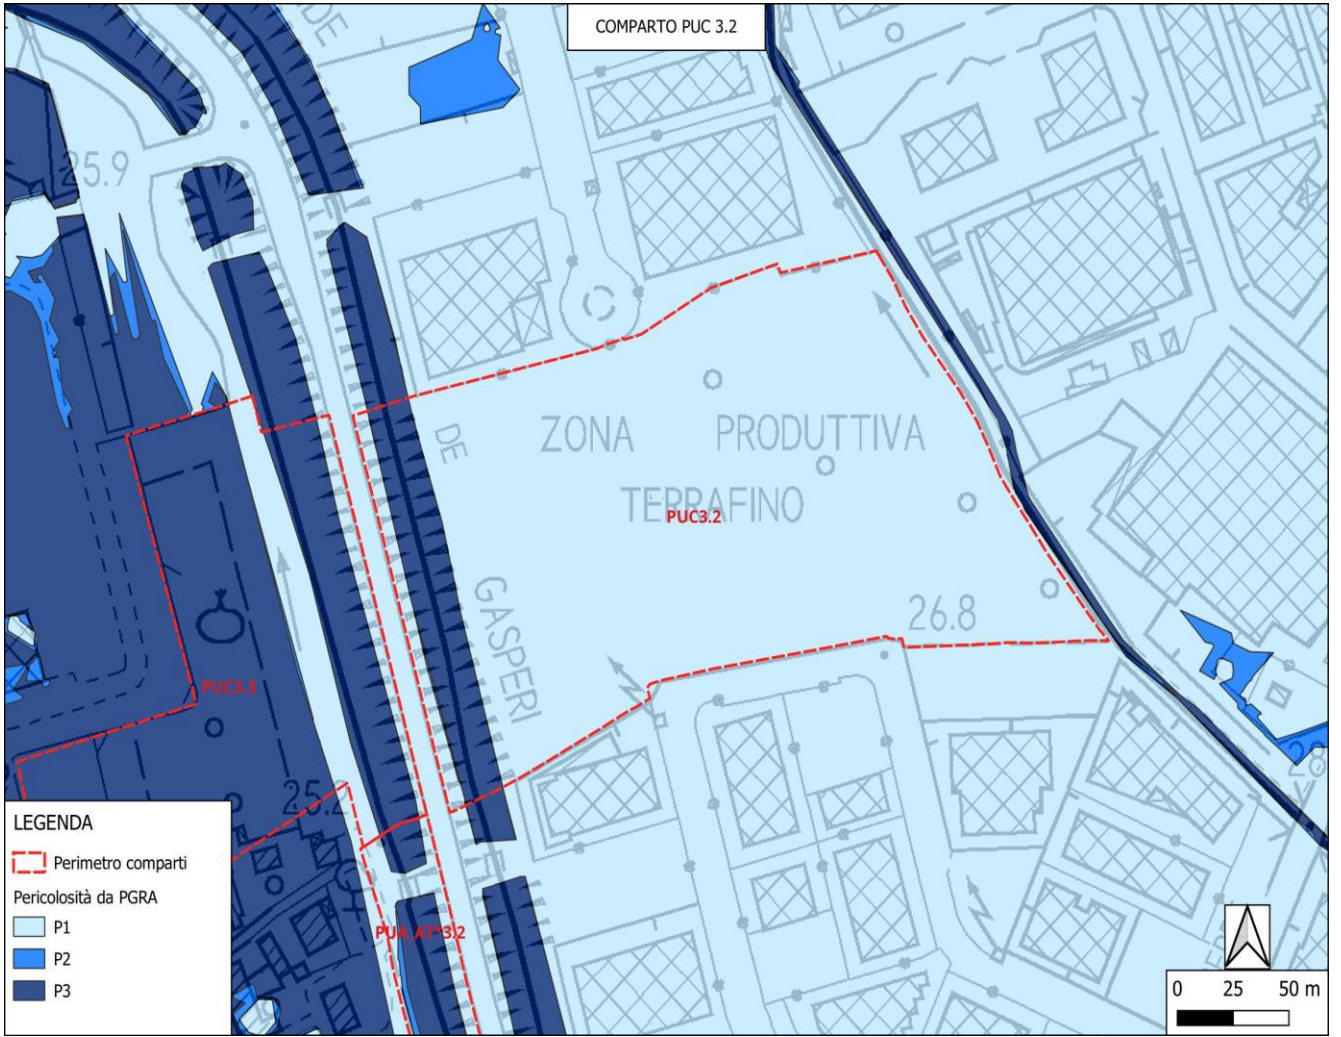 COMPARTO PUC 3.2
DE
25.9
ZONA PRODUTTIVA
TERRAFINO
PUC3.2
DE
GASPERI
26.8
PUC3.3
25.2
28
PUA_AT*3.2
LEGENDA
Perimetro comparti
Pericolosità da PGRA
P1
P2
P3
0 25 50 m